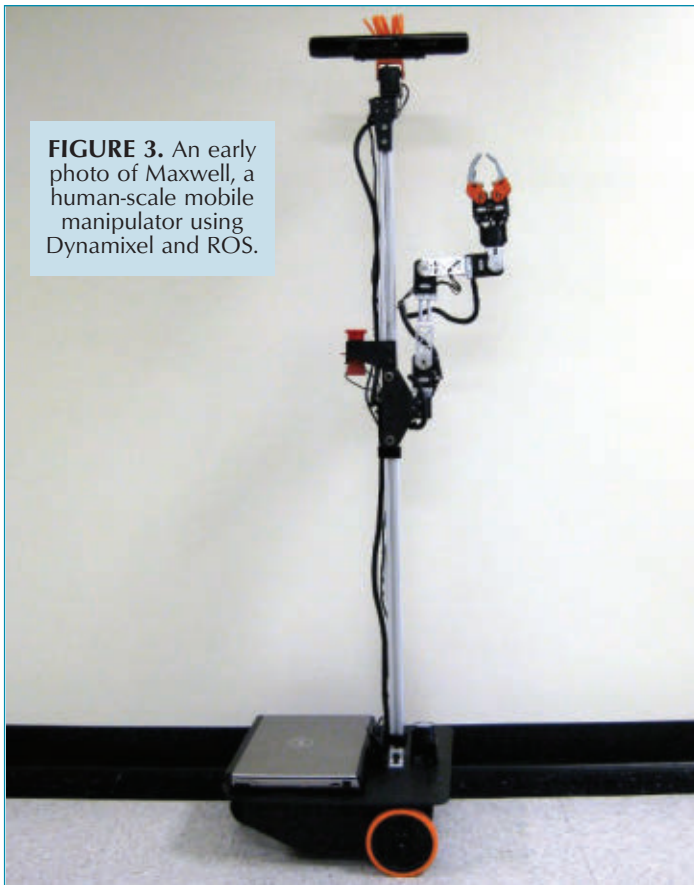 FIGURE 3. An early
photo of Maxwell, a
human-scale mobile
manipulator using
Dynamixel and ROS.